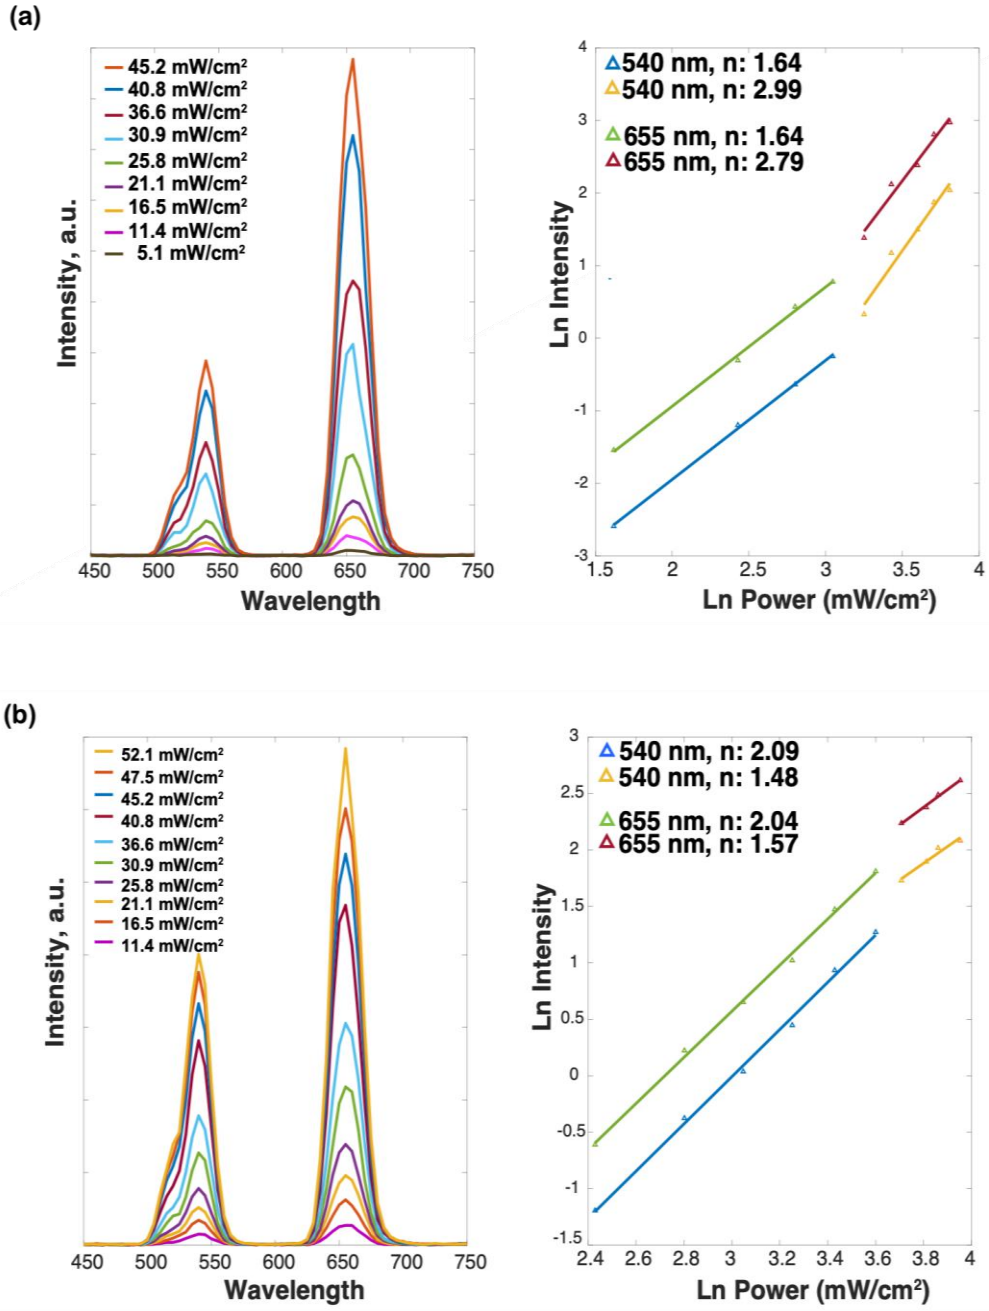 (a)
45.2 mW/cm²
40.8 mW/cm²
36.6 mW/cm²
30.9 mW/cm²
25.8 mW/cm²
21.1 mW/cm²
16.5 mW/cm²
11.4 mW/cm²
5.1 mW/cm²
Intensity, a.u.
450 500 550 600 650 700 750
Wavelength
540 nm, n: 1.64
540 nm, n: 2.99
655 nm, n: 1.64
655 nm, n: 2.79
Ln Intensity
4
3
2
1
0
-1
-2
-3
1.5 2 2.5 3 3.5 4
Ln Power (mW/cm²)
(b)
52.1 mW/cm²
47.5 mW/cm²
45.2 mW/cm²
40.8 mW/cm²
36.6 mW/cm²
30.9 mW/cm²
25.8 mW/cm²
21.1 mW/cm²
16.5 mW/cm²
11.4 mW/cm²
Intensity, a.u.
450 500 550 600 650 700 750
Wavelength
540 nm, n: 2.09
540 nm, n: 1.48
655 nm, n: 2.04
655 nm, n: 1.57
Ln Intensity
3
2.5
2
1.5
1
0.5
0
-0.5
-1
-1.5
2.4 2.6 2.8 3 3.2 3.4 3.6 3.8 4
Ln Power (mW/cm²)